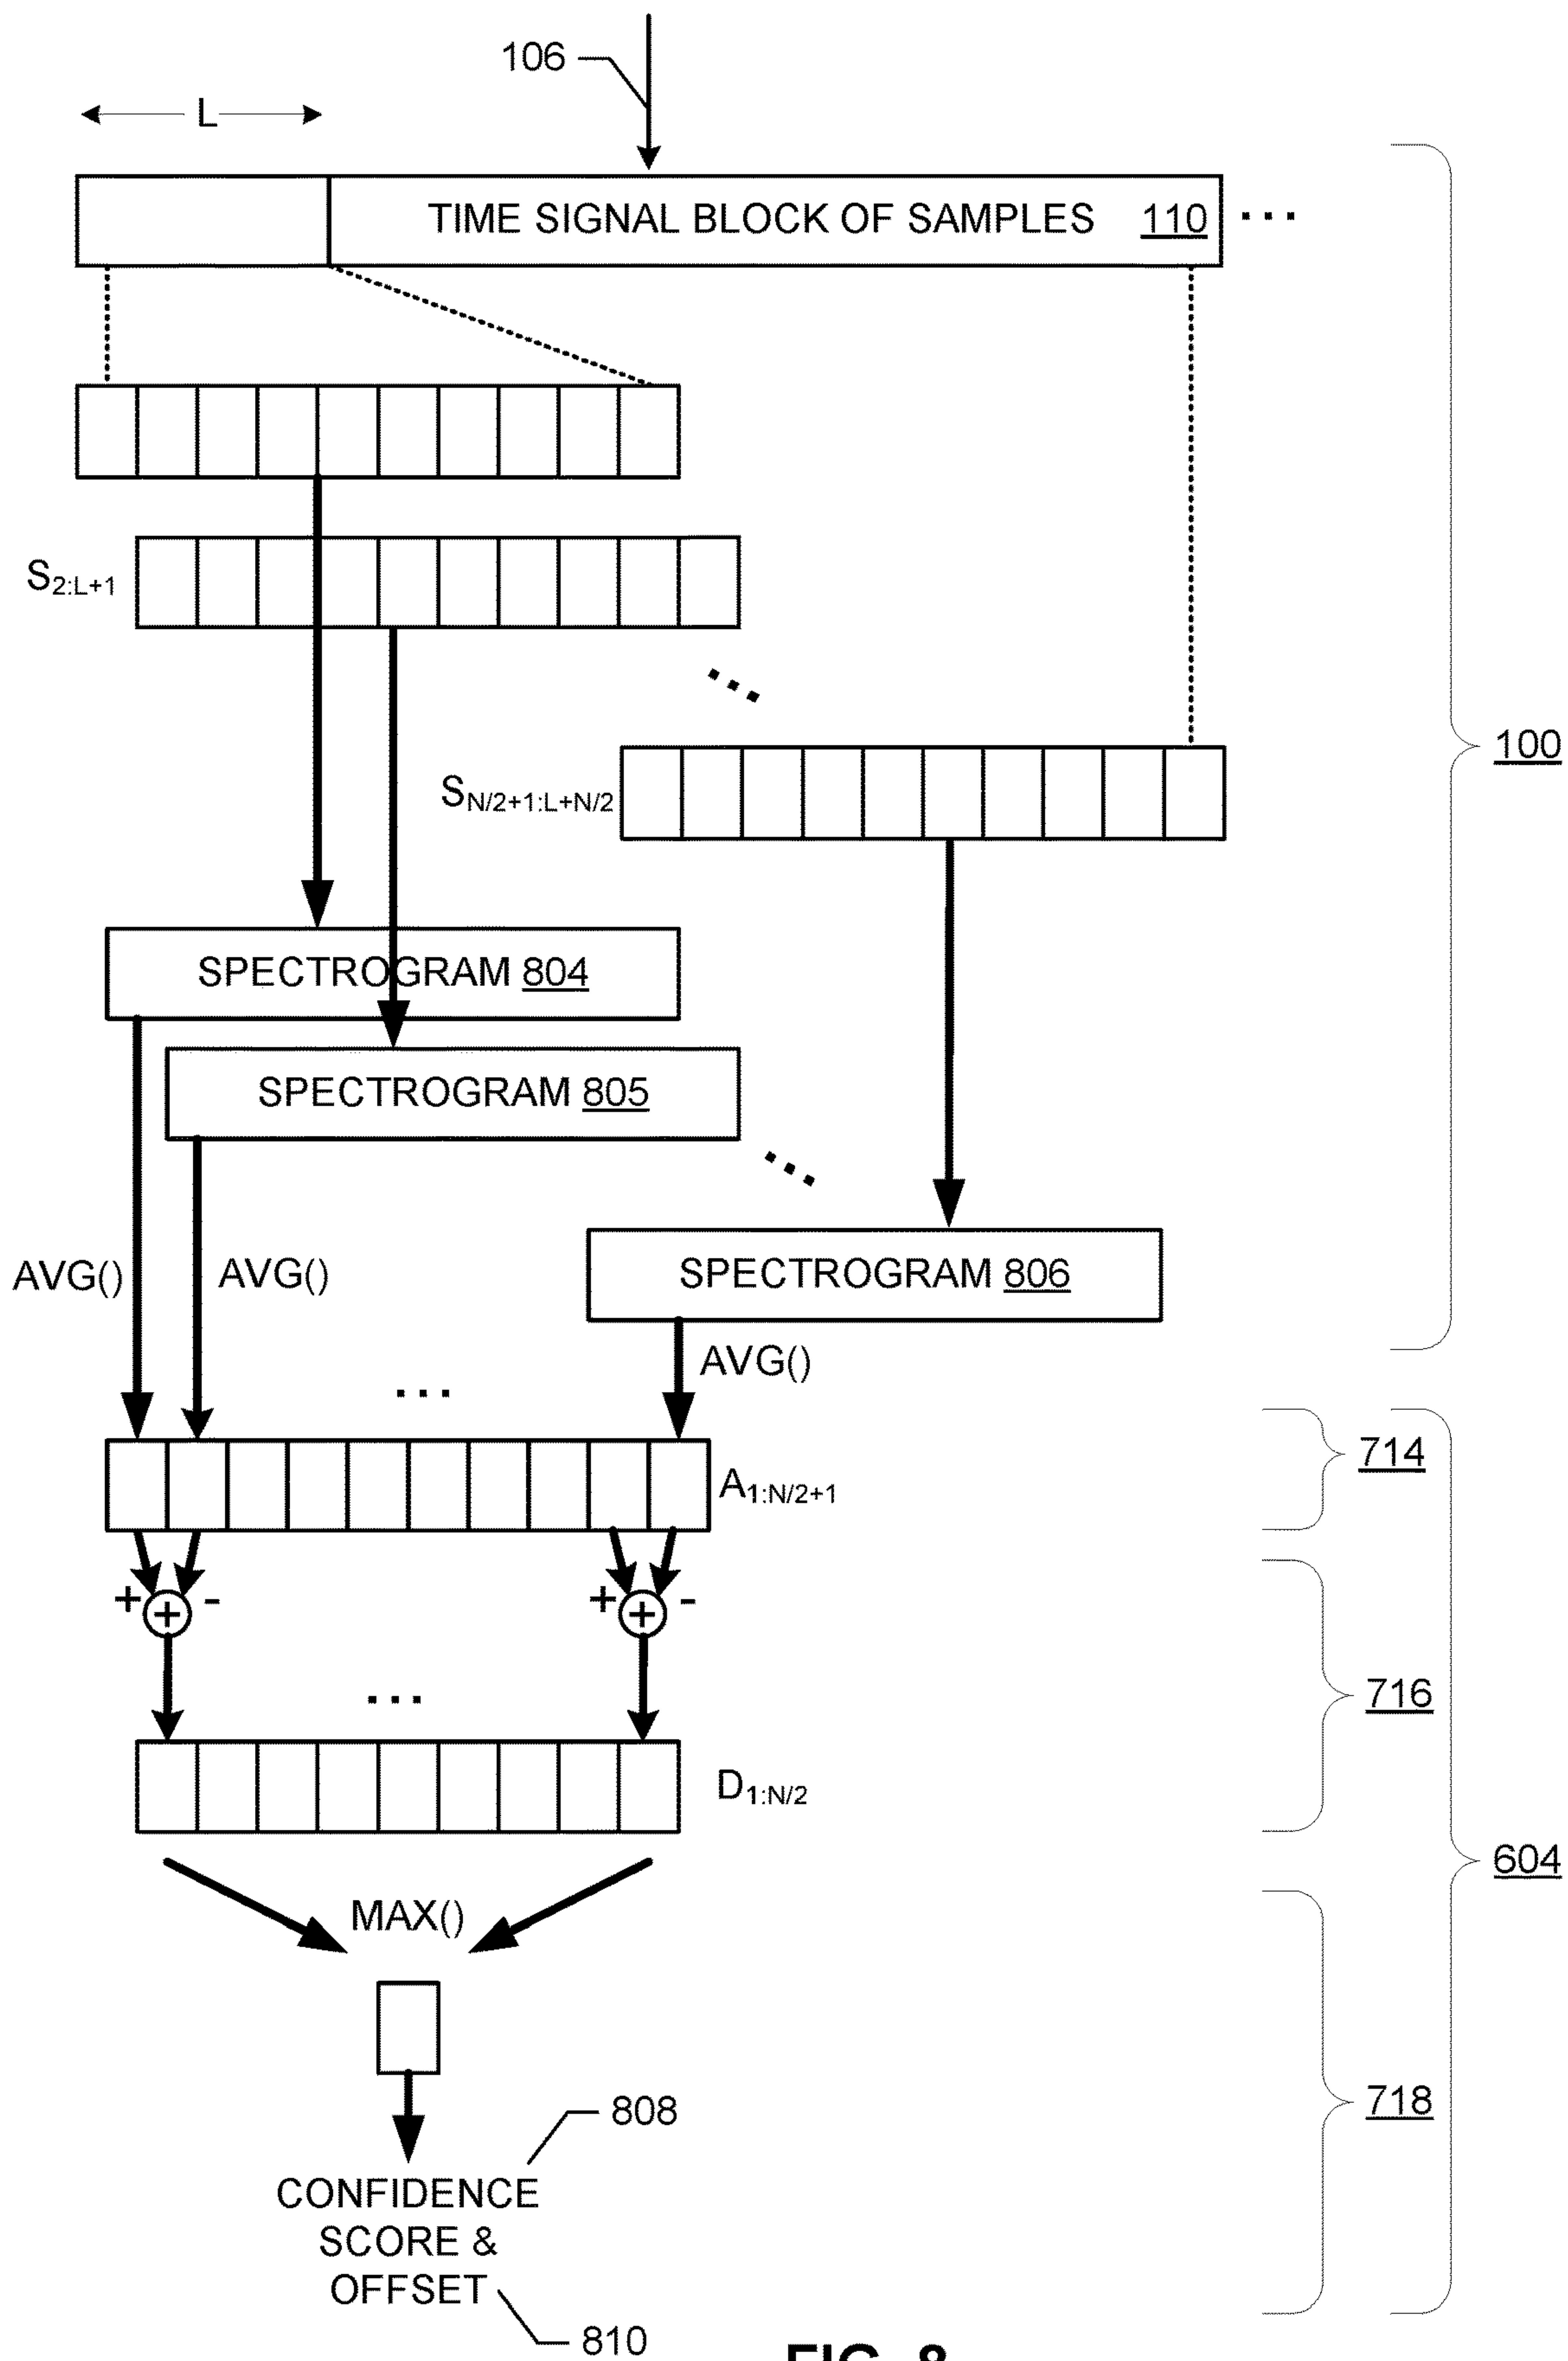 106
L
TIME SIGNAL BLOCK OF SAMPLES 110 ...
S2:L+1
...
SN/2+1:L+N/2
100
SPECTROGRAM 804
SPECTROGRAM 805
...
AVG()
AVG()
SPECTROGRAM 806
AVG()
...
714
A1:N/2+1
+ + -
+ + -
716
...
D1:N/2
604
MAX()
718
808
CONFIDENCE
SCORE &
OFFSET
810
FIG. 8